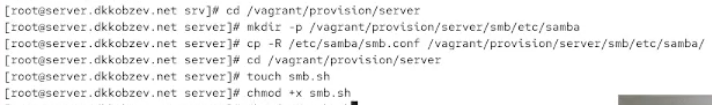 [root@server.dkkobzev.net srv]# cd /vagrant/provision/server
[root@server.dkkobzev.net server]# mkdir -p /vagrant/provision/server/smb/etc/samba
[root@server.dkkobzev.net server]# cp -R /etc/samba/smb.conf /vagrant/provision/server/smb/etc/samba/
[root@server.dkkobzev.net server]# cd /vagrant/provision/server
[root@server.dkkobzev.net server]# touch smb.sh
[root@server.dkkobzev.net server]# chmod +x smb.sh